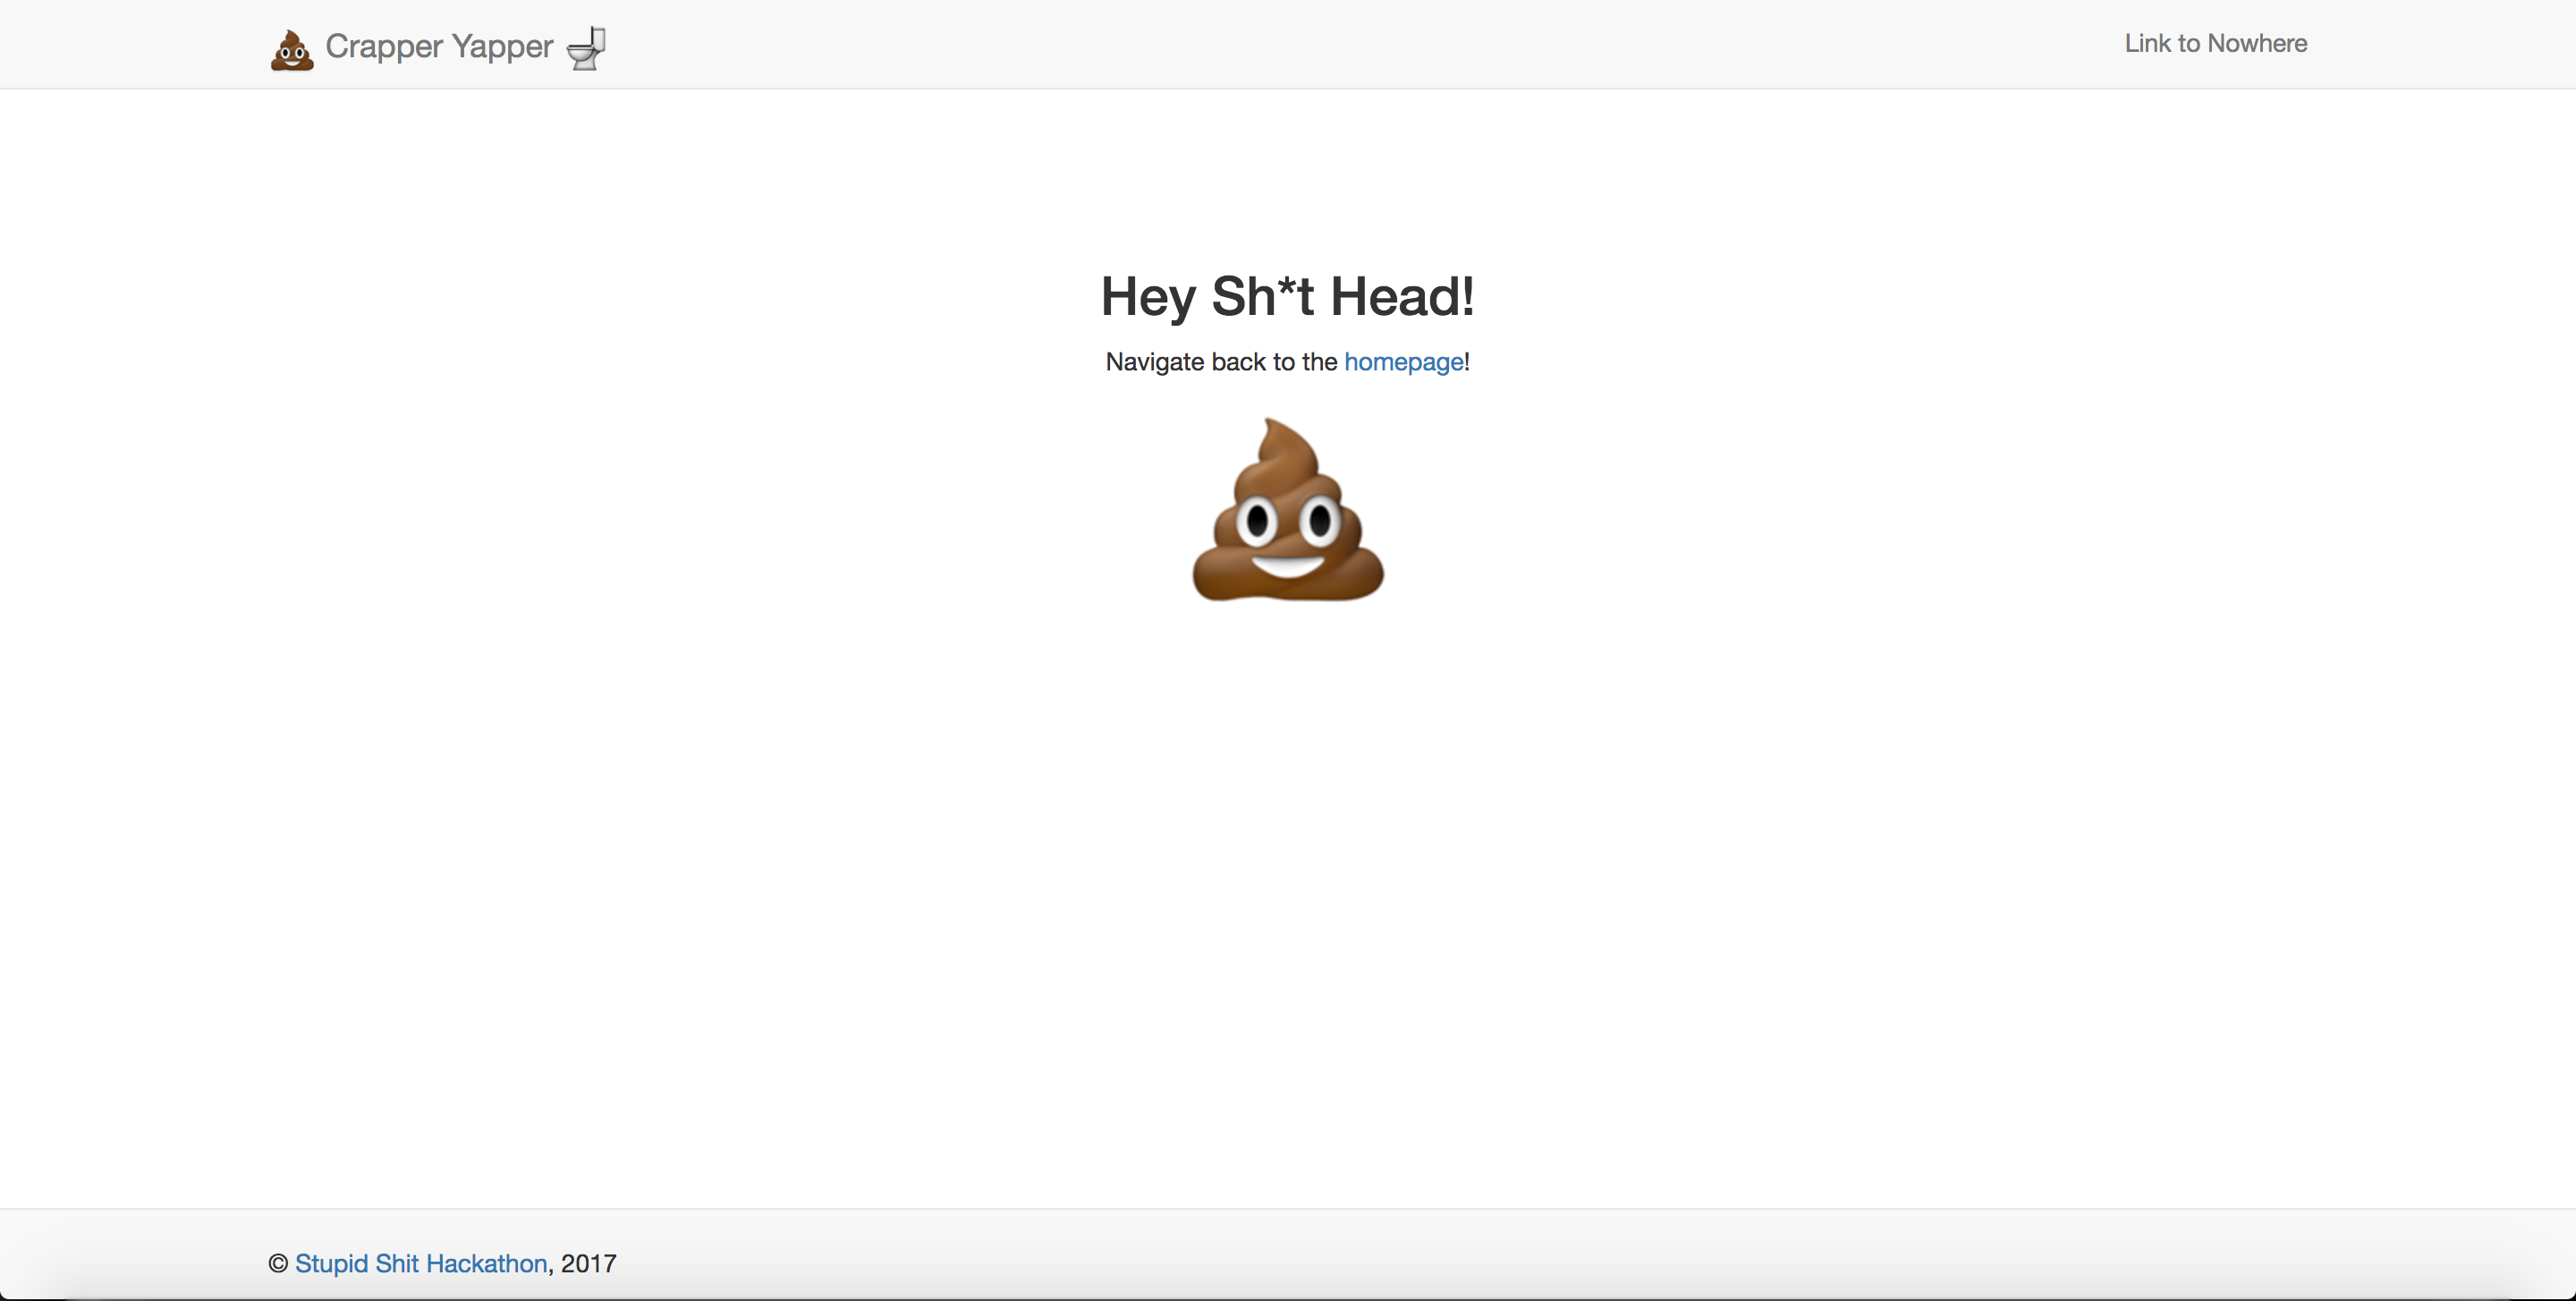 💩 Crapper Yapper 🚽
Link to Nowhere
Hey Sh*t Head!
Navigate back to the homepage!
© Stupid Shit Hackathon, 2017